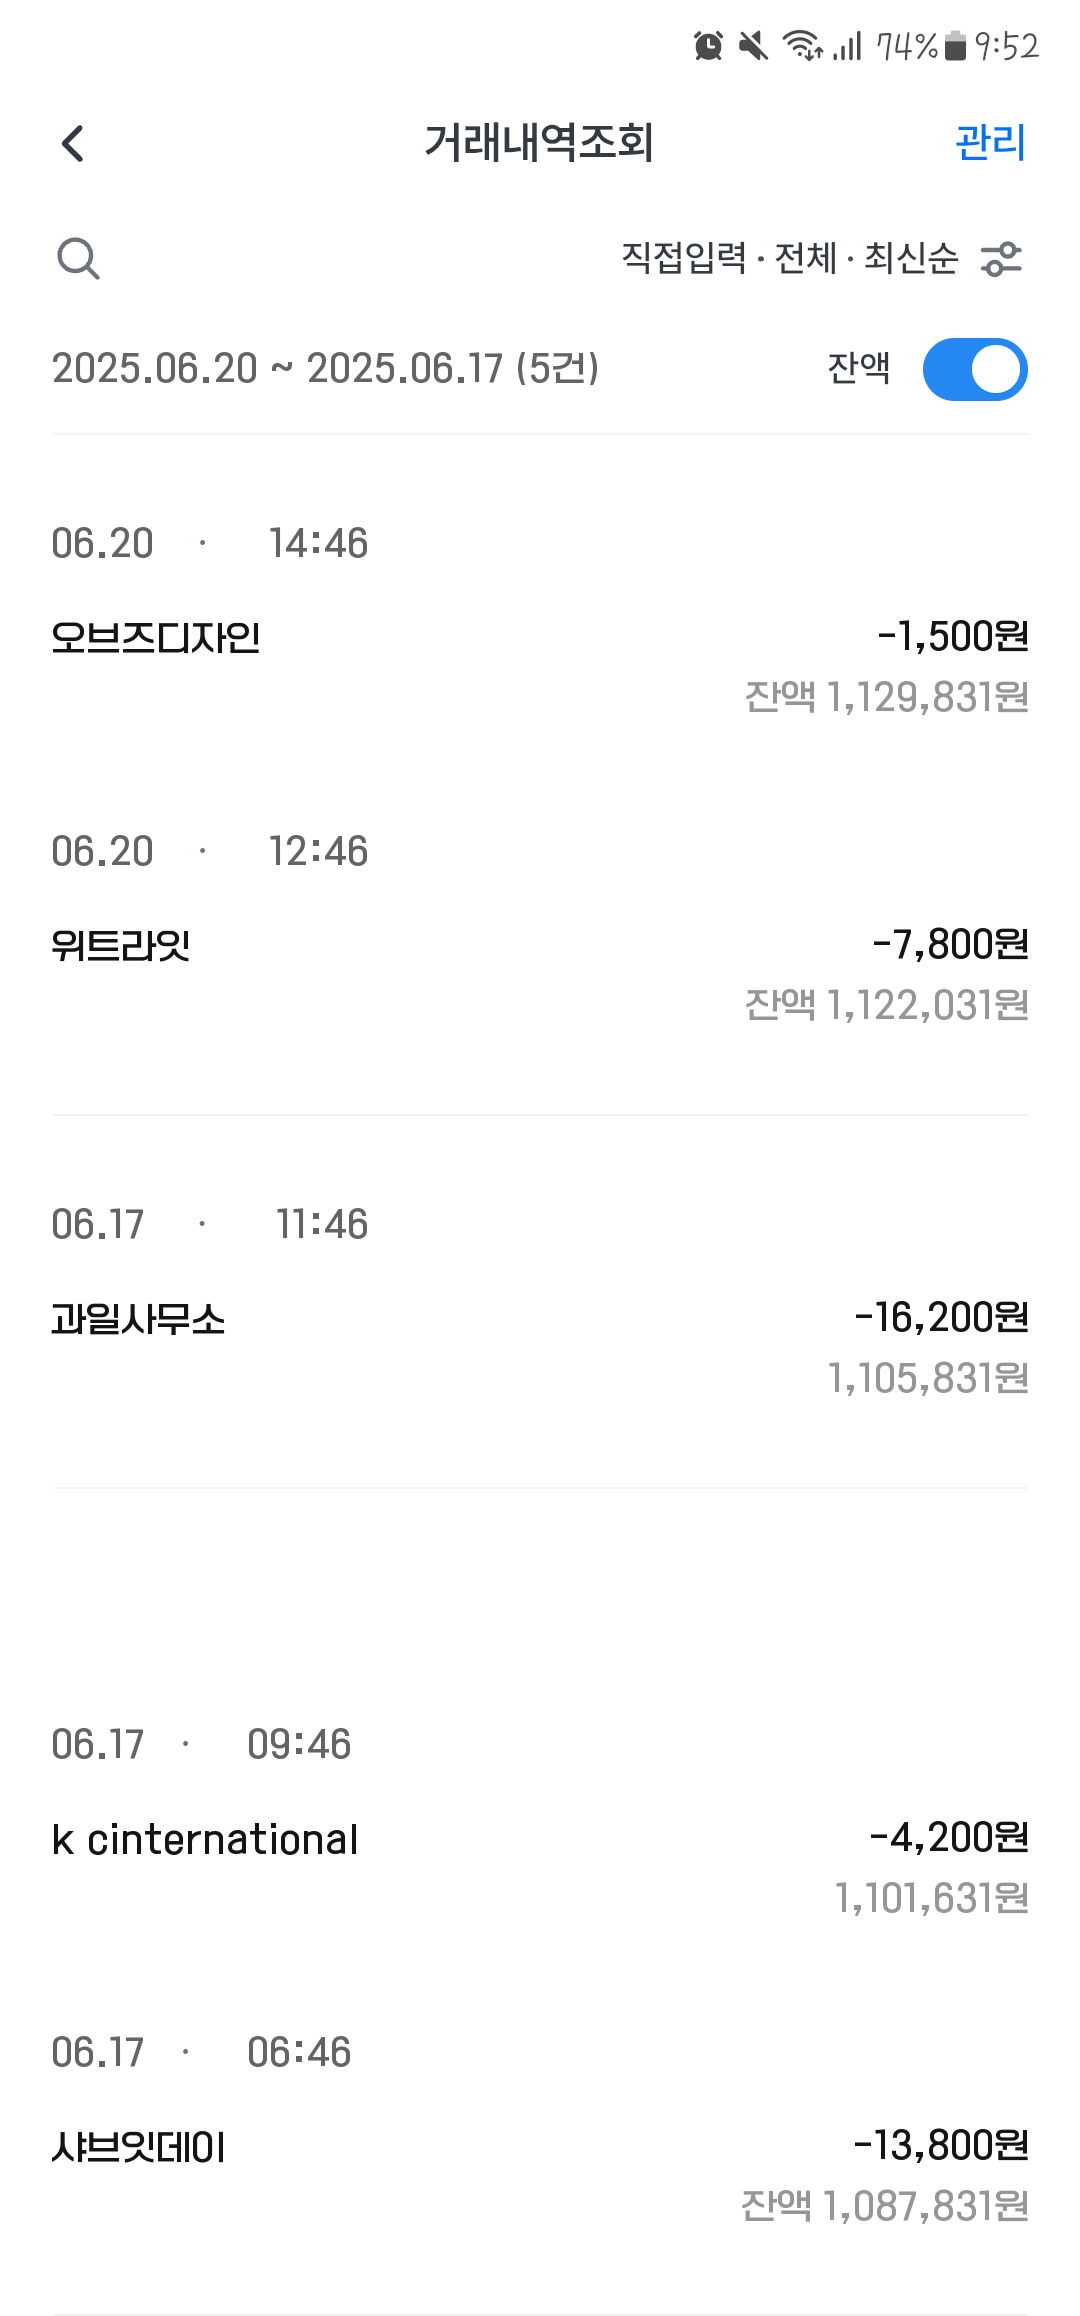 74% 9:52
거래내역조회 관리
직접입력 · 전체 · 최신순
2025.06.20 ~ 2025.06.17 (5건) 잔액
06.20 · 14:46
오브즈디자인 -1,500원
잔액 1,129,831원
06.20 · 12:46
위트라잇 -7,800원
잔액 1,122,031원
06.17 · 11:46
과일사무소 -16,200원
1,105,831원
06.17 · 09:46
k cinternational -4,200원
1,101,631원
06.17 · 06:46
샤브잇데이 -13,800원
잔액 1,087,831원